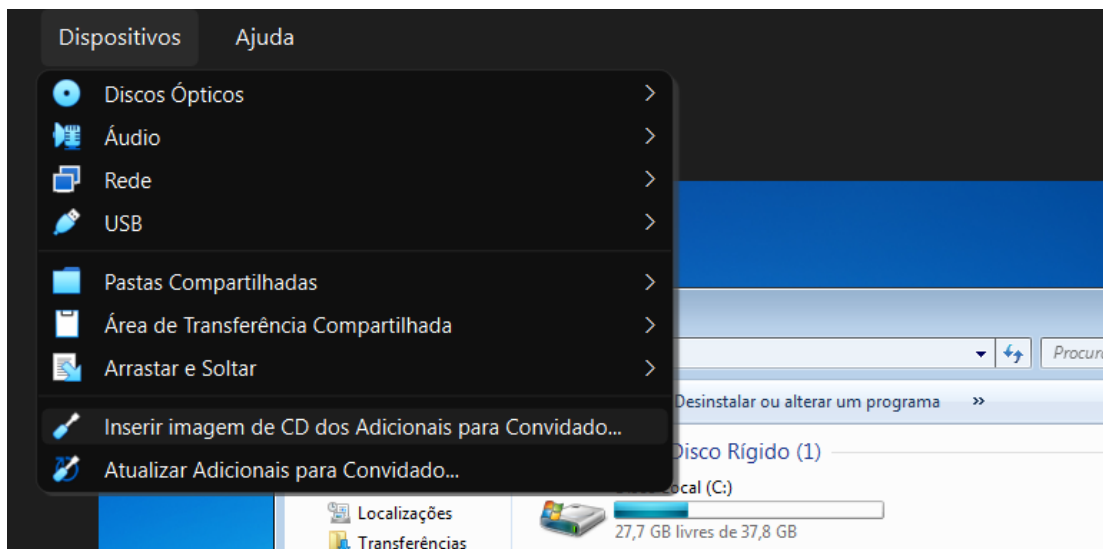 Dispositivos Ajuda
Discos Ópticos
Áudio
Rede
USB
Pastas Compartilhadas
Área de Transferência Compartilhada
Arrastar e Soltar
Inserir imagem de CD dos Adicionais para Convidado...
Atualizar Adicionais para Convidado...
Desinstalar ou alterar um programa »
Disco Rígido (1)
(C:)
27,7 GB livres de 37,8 GB
Localizações
Transferências